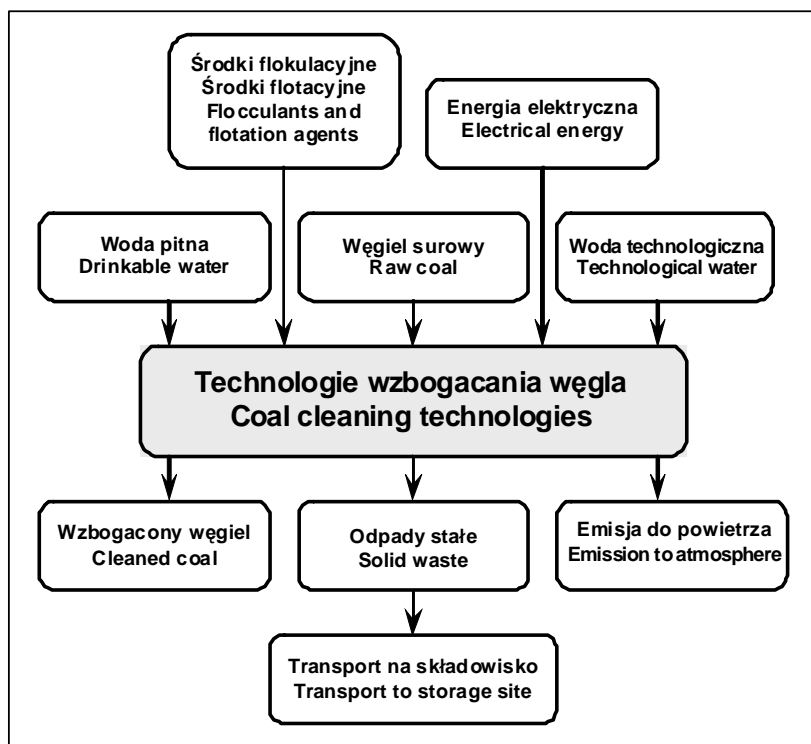 Środki flokulacyjne
Środki flotacyjne
Flocculants and
flotation agents
Energia elektryczna
Electrical energy
Woda pitna
Drinkable water
Węgiel surowy
Raw coal
Woda technologiczna
Technological water
Technologie wzbogacania węgla
Coal cleaning technologies
Wzbogacony węgiel
Cleaned coal
Odpady stałe
Solid waste
Emisja do powietrza
Emission to atmosphere
Transport na składowisko
Transport to storage site